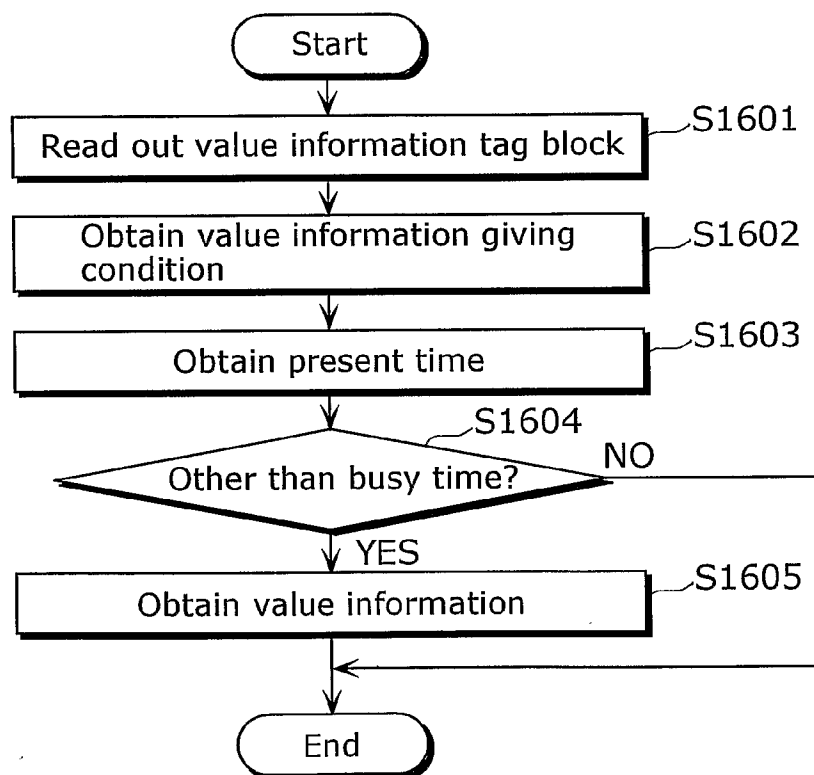 Start
Read out value information tag block
S1601
Obtain value information giving
condition
S1602
Obtain present time
S1603
Other than busy time?
S1604
NO
YES
Obtain value information
S1605
End